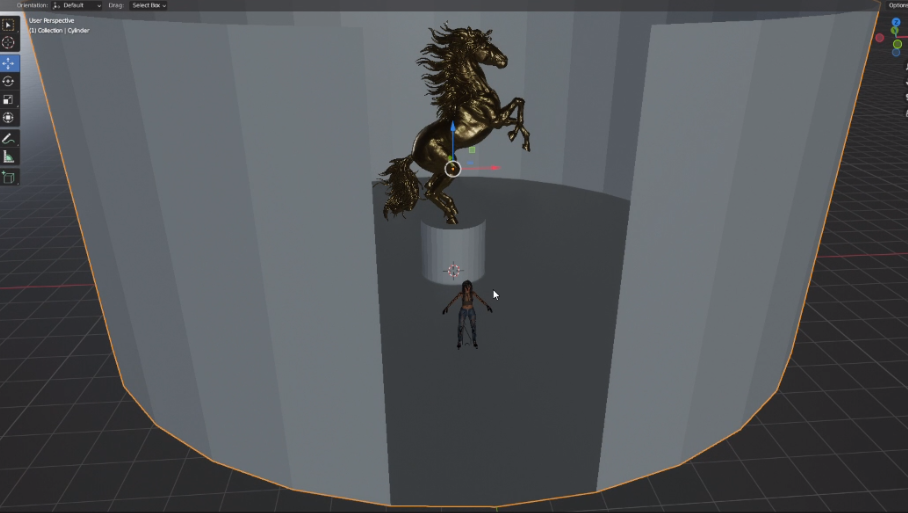 Orientation: Default Drag: Select Box Options
User Perspective
(1) Collection | Cylinder